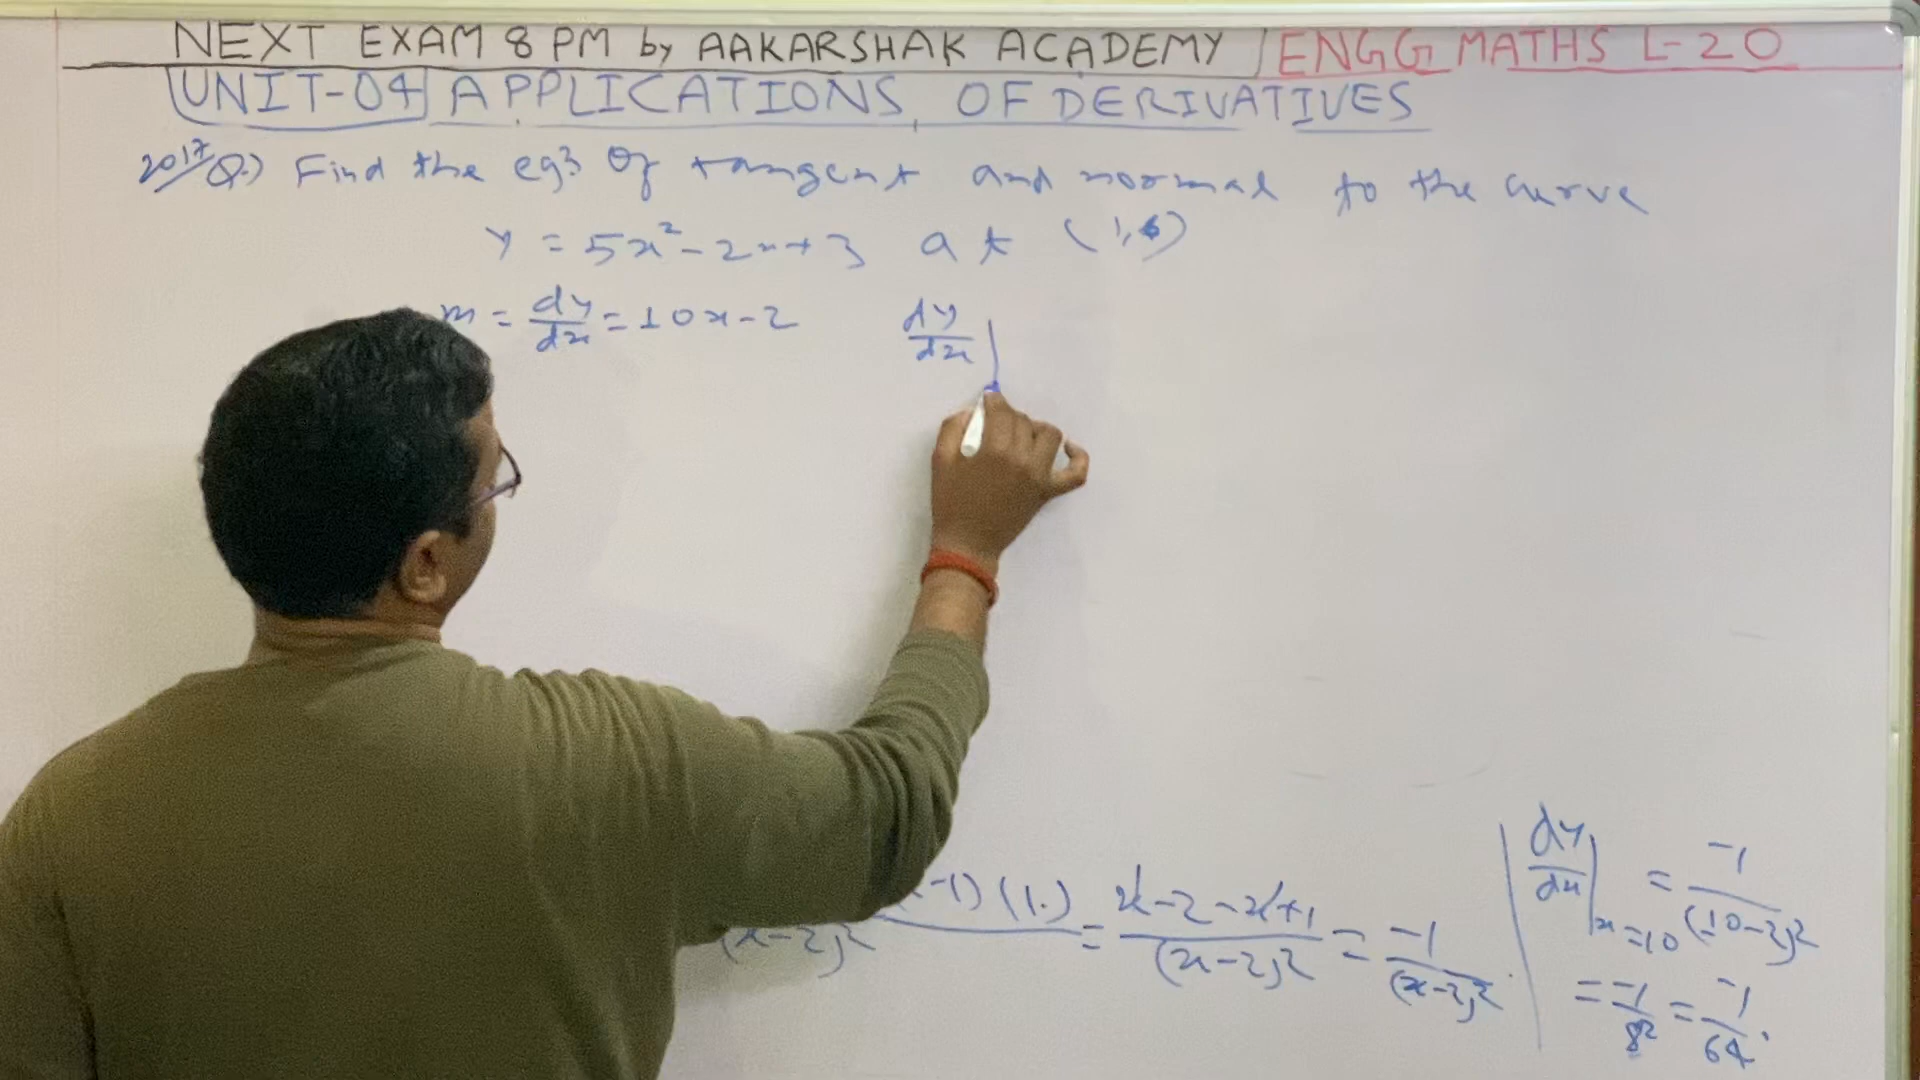 NEXT EXAM 8 PM by AAKARSHAK ACADEMY | ENGG MATHS L-20
UNIT-04 APPLICATIONS OF DERIVATIVES
2017 Q.) Find the eqn of tangent and normal to the curve
y = 5x² - 2x + 3 at (1,6)
m = dy/dx = 10x - 2 dy/dx |
-1)(1.) / (x-2)² = x-2-x+1 / (x-2)² = -1 / (x-2)²
dy/dx | x=10 = -1 / (10-2)²
= -1/8² = -1/64.